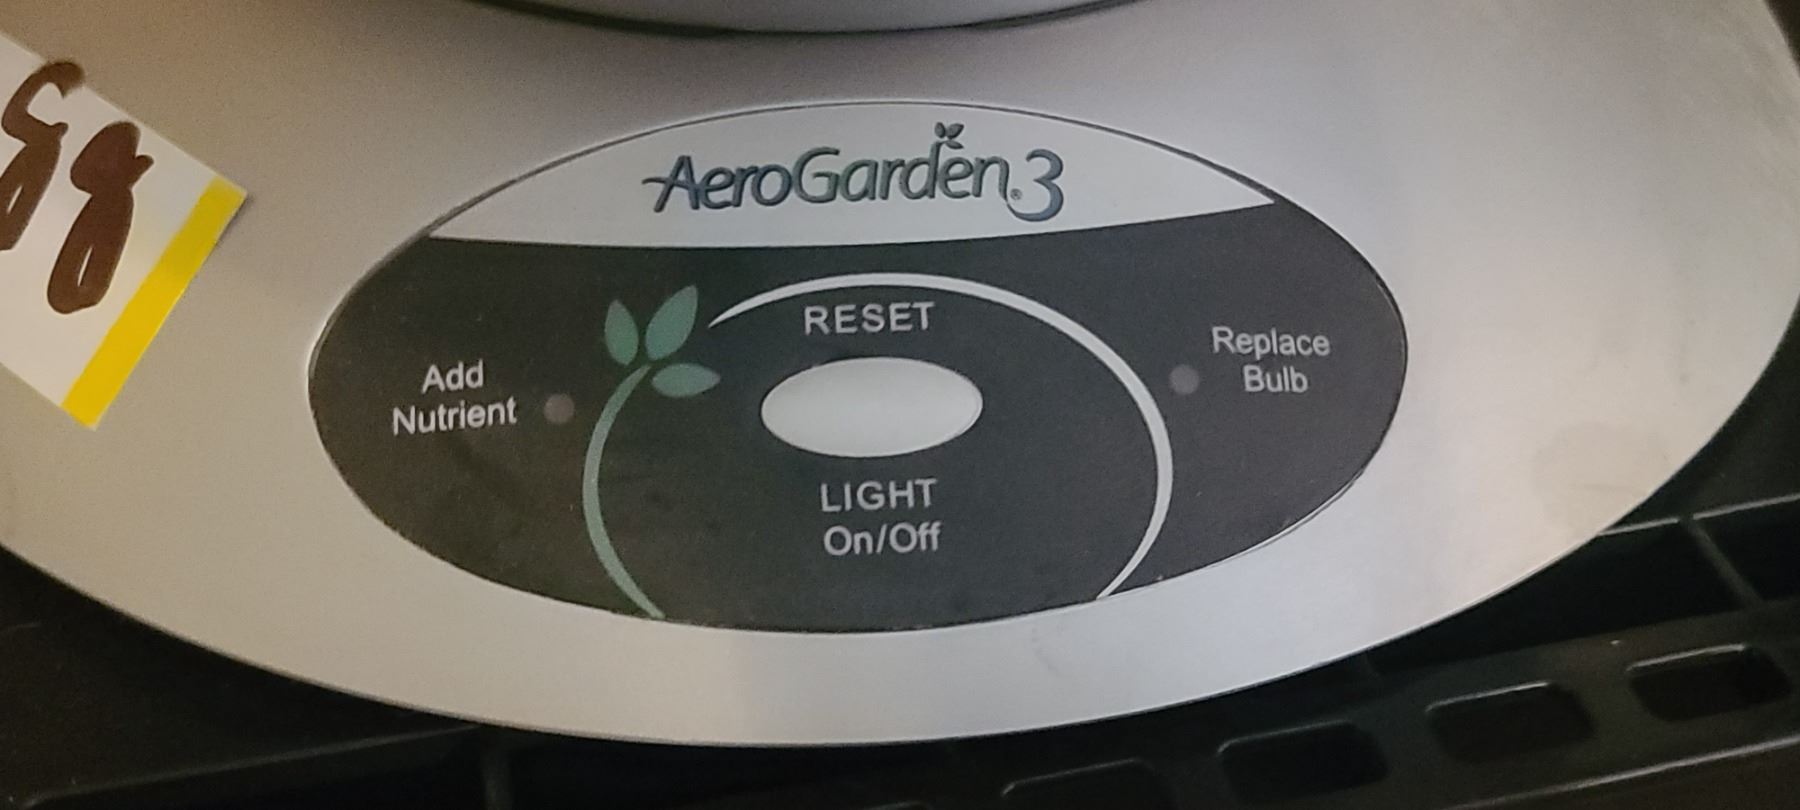 AeroGarden® 3
RESET
Add
Nutrient
Replace
Bulb
LIGHT
On/Off